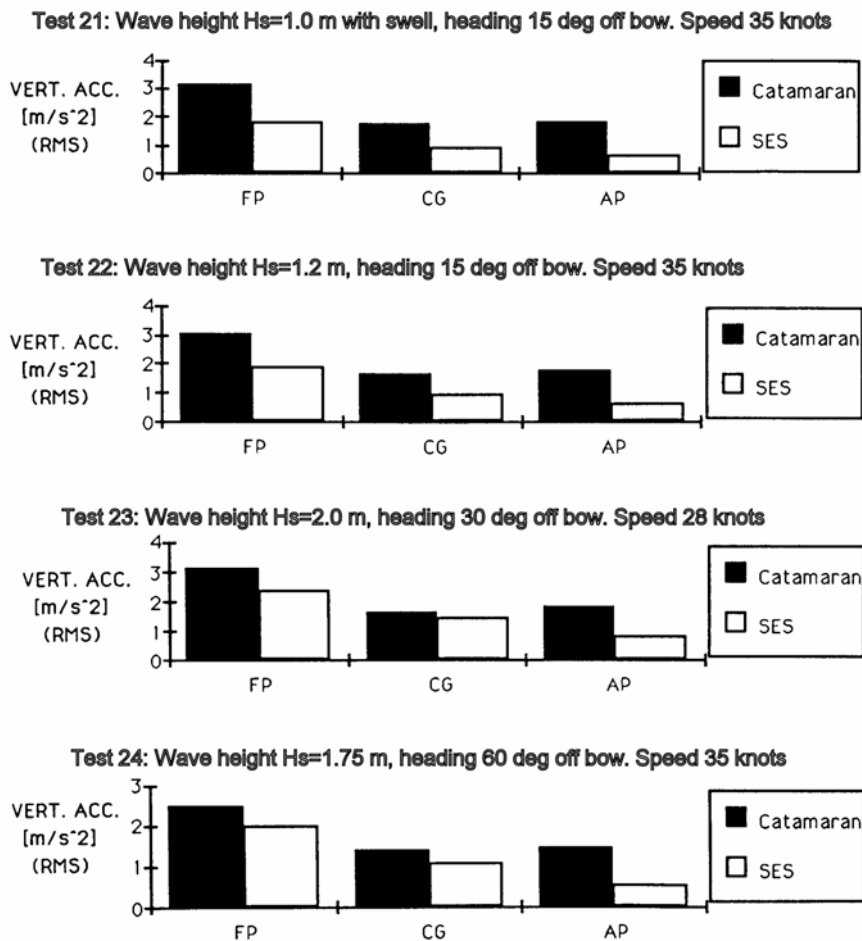 Test 21: Wave height Hs=1.0 m with swell, heading 15 deg off bow. Speed 35 knots
VERT. ACC.
[m/s^2]
(RMS)
4
3
2
1
0
FP
CG
AP
Catamaran
SES
Test 22: Wave height Hs=1.2 m, heading 15 deg off bow. Speed 35 knots
VERT. ACC.
[m/s^2]
(RMS)
4
3
2
1
0
FP
CG
AP
Catamaran
SES
Test 23: Wave height Hs=2.0 m, heading 30 deg off bow. Speed 28 knots
VERT. ACC.
[m/s^2]
(RMS)
4
3
2
1
0
FP
CG
AP
Catamaran
SES
Test 24: Wave height Hs=1.75 m, heading 60 deg off bow. Speed 35 knots
VERT. ACC.
[m/s^2]
(RMS)
3
2
1
0
FP
CG
AP
Catamaran
SES